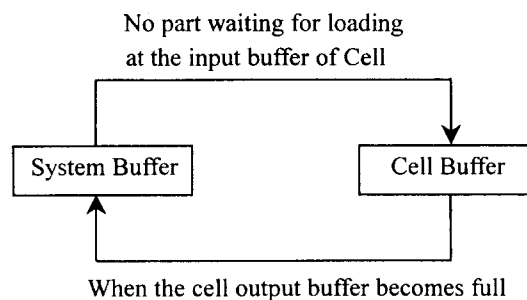 No part waiting for loading
at the input buffer of Cell
System Buffer
Cell Buffer
When the cell output buffer becomes full